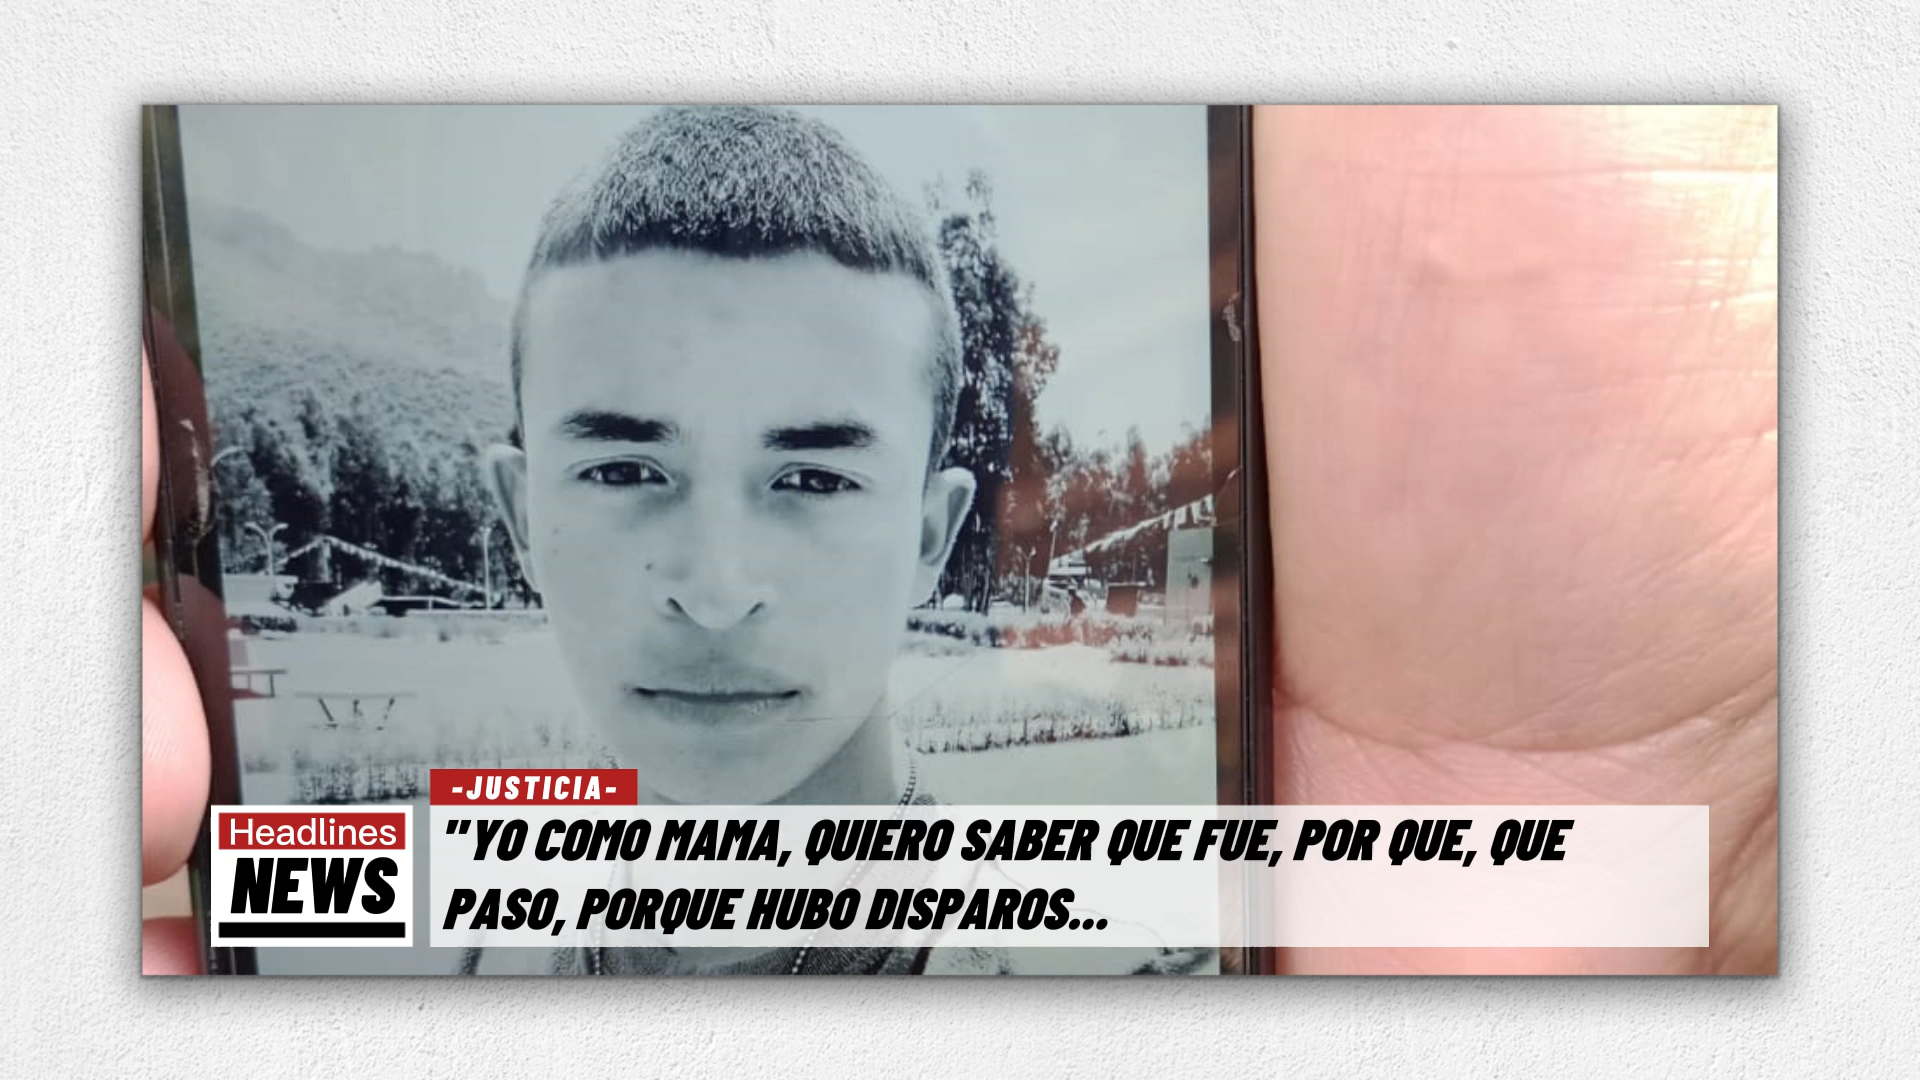 -JUSTICIA-
Headlines
NEWS
"YO COMO MAMA, QUIERO SABER QUE FUE, POR QUE, QUE
PASO, PORQUE HUBO DISPAROS...